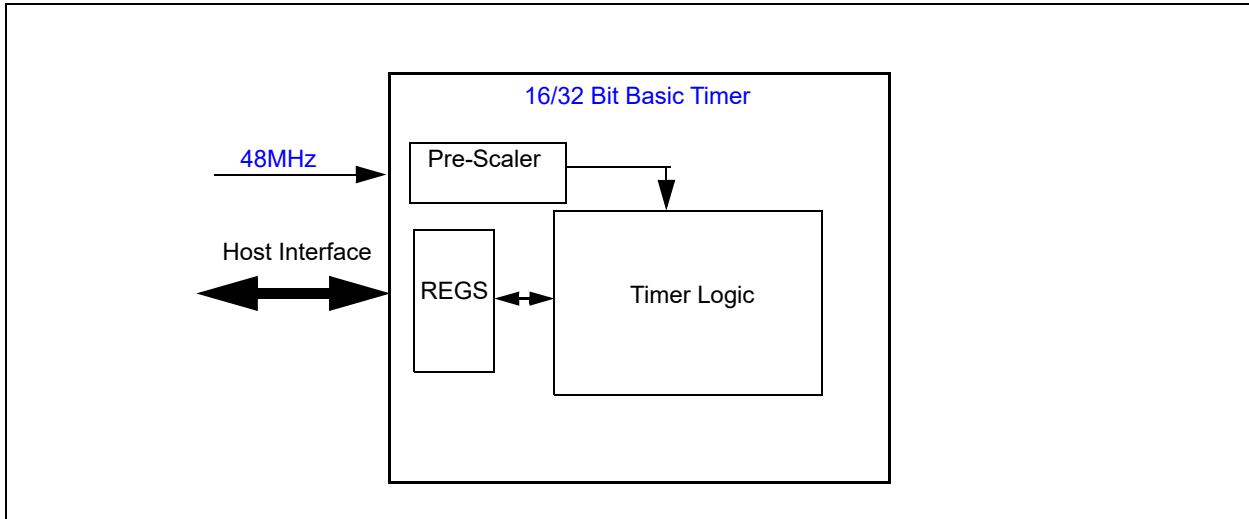 16/32 Bit Basic Timer
48MHz
Pre-Scaler
Host Interface
REGS
Timer Logic